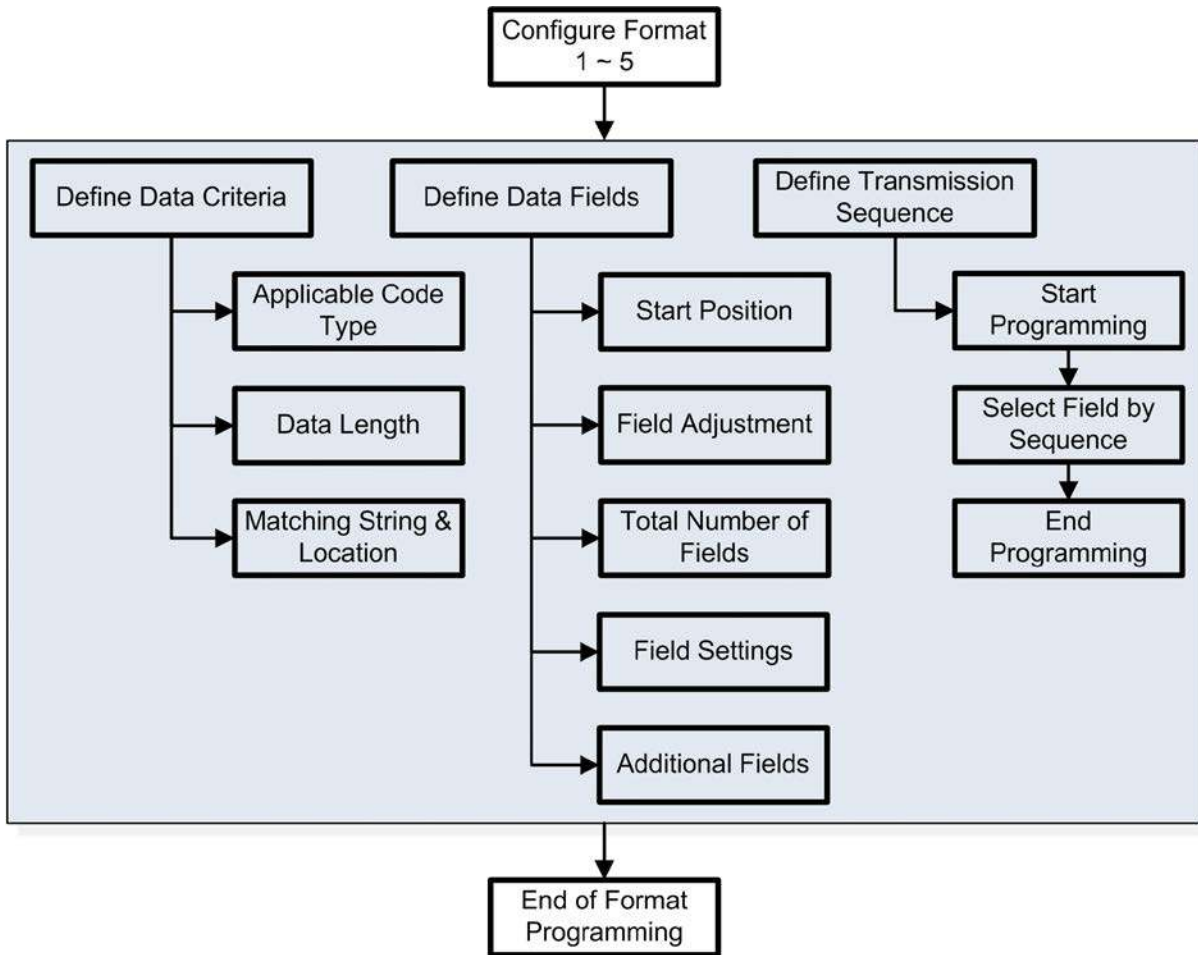 Configure Format
1 ~ 5
Define Data Criteria
Applicable Code
Type
Data Length
Matching String &
Location
Define Data Fields
Start Position
Field Adjustment
Total Number of
Fields
Field Settings
Additional Fields
Define Transmission
Sequence
Start
Programming
Select Field by
Sequence
End
Programming
End of Format
Programming